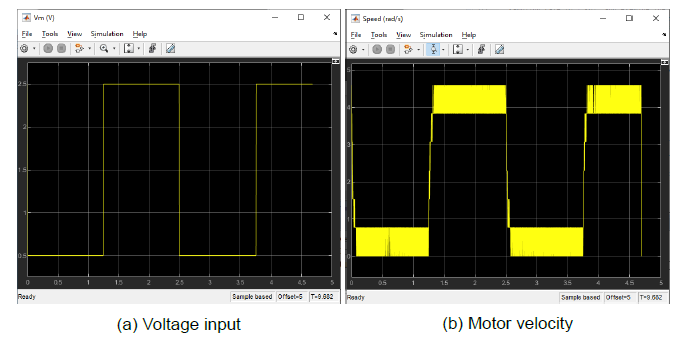 Vm (V)
File Tools View Simulation Help
2.5
2
1.5
1
0.5
0 0.5 1 1.5 2 2.5 3 3.5 4 4.5 5
Ready Sample based Offset=5 T=9.682
(a) Voltage input
Speed (rad/s)
File Tools View Simulation Help
5
4
3
2
1
0
0 0.5 1 1.5 2 2.5 3 3.5 4 4.5 5
Ready Sample based Offset=5 T=9.682
(b) Motor velocity